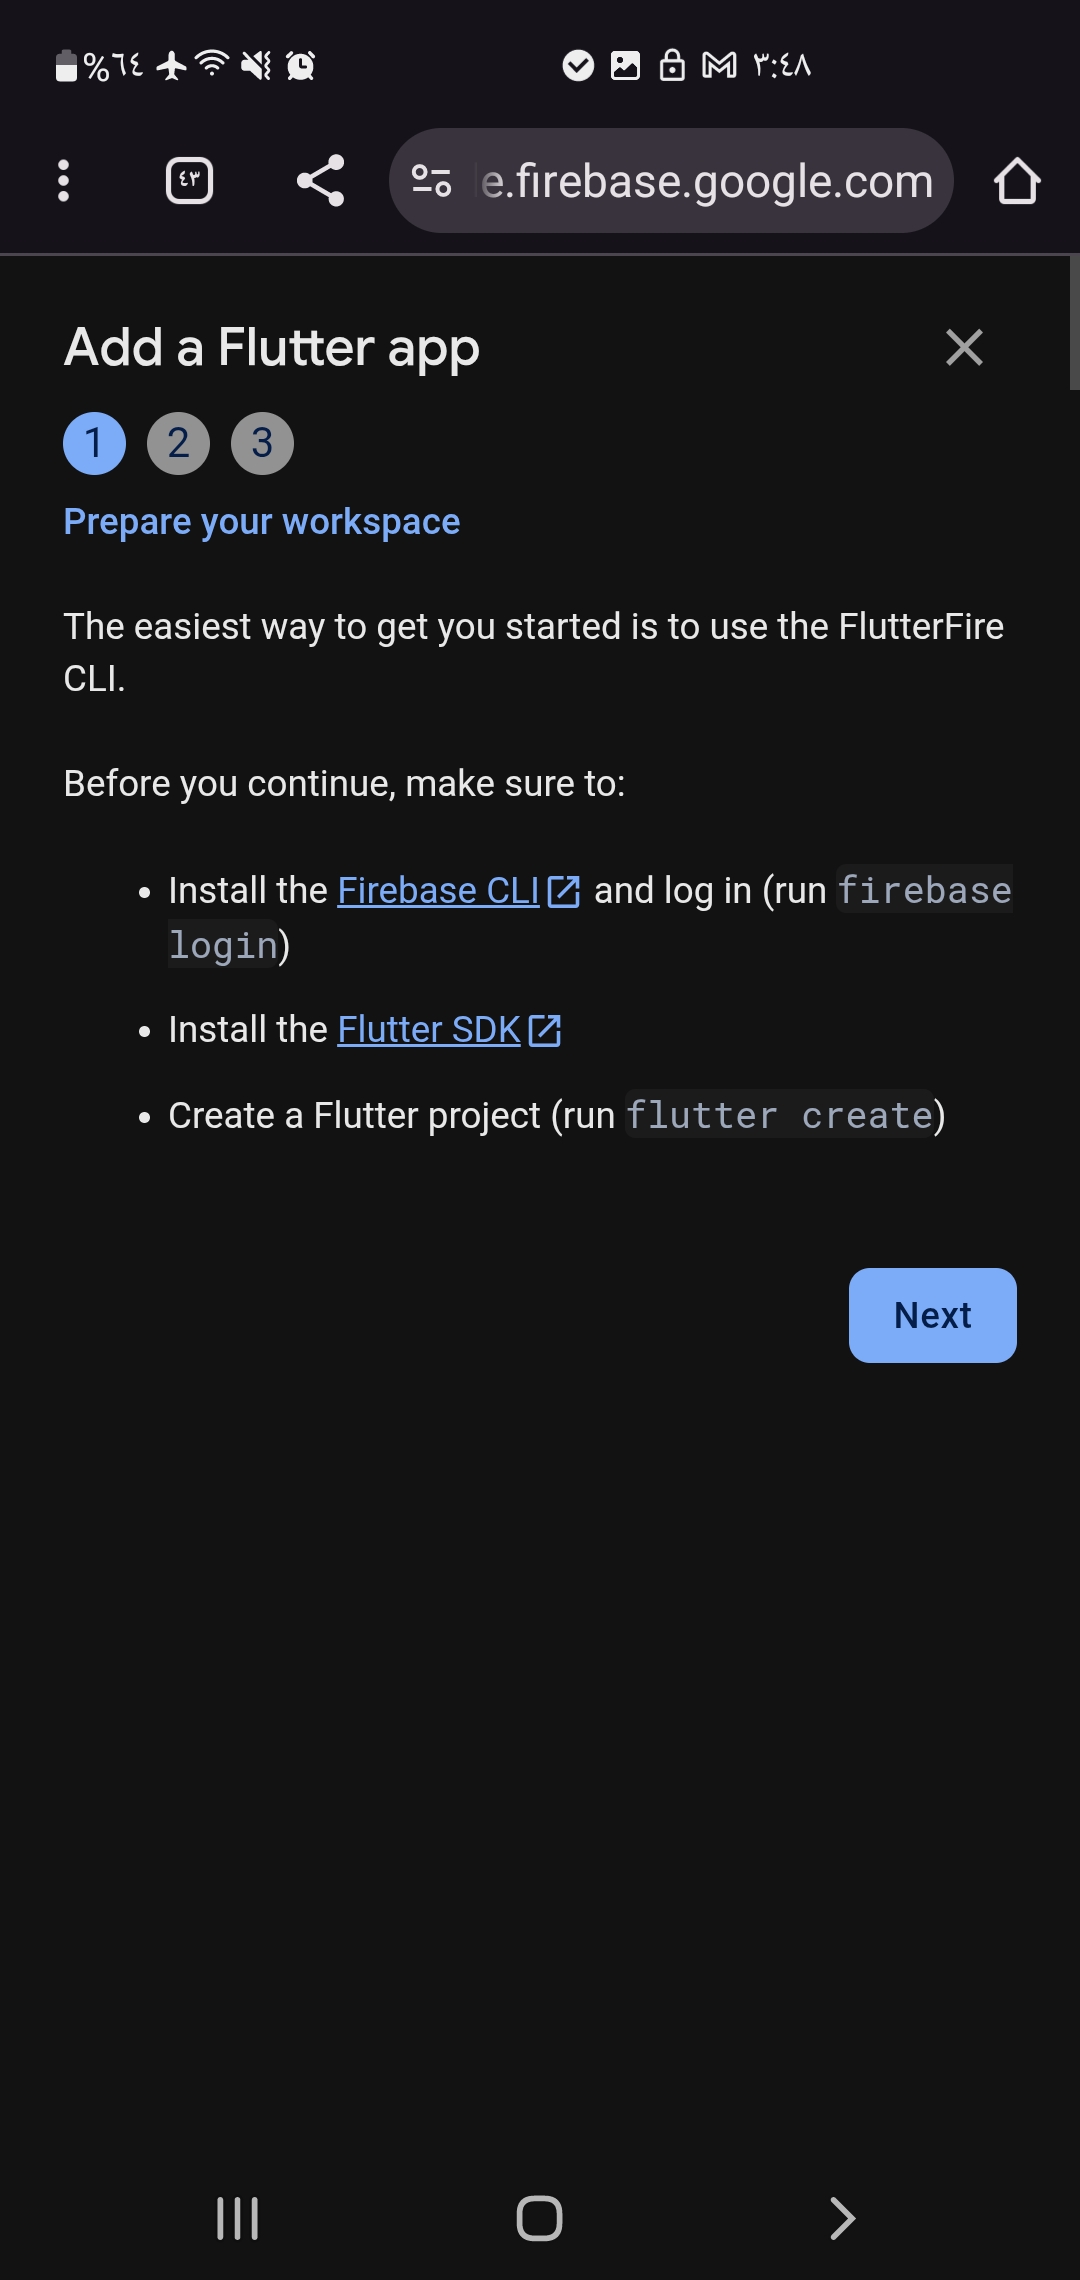 %٦٤ ٣:٤٨
٤٣ e.firebase.google.com
Add a Flutter app
1 2 3
Prepare your workspace
The easiest way to get you started is to use the FlutterFire
CLI.
Before you continue, make sure to:
• Install the Firebase CLI and log in (run firebase
login)
• Install the Flutter SDK
• Create a Flutter project (run flutter create)
Next